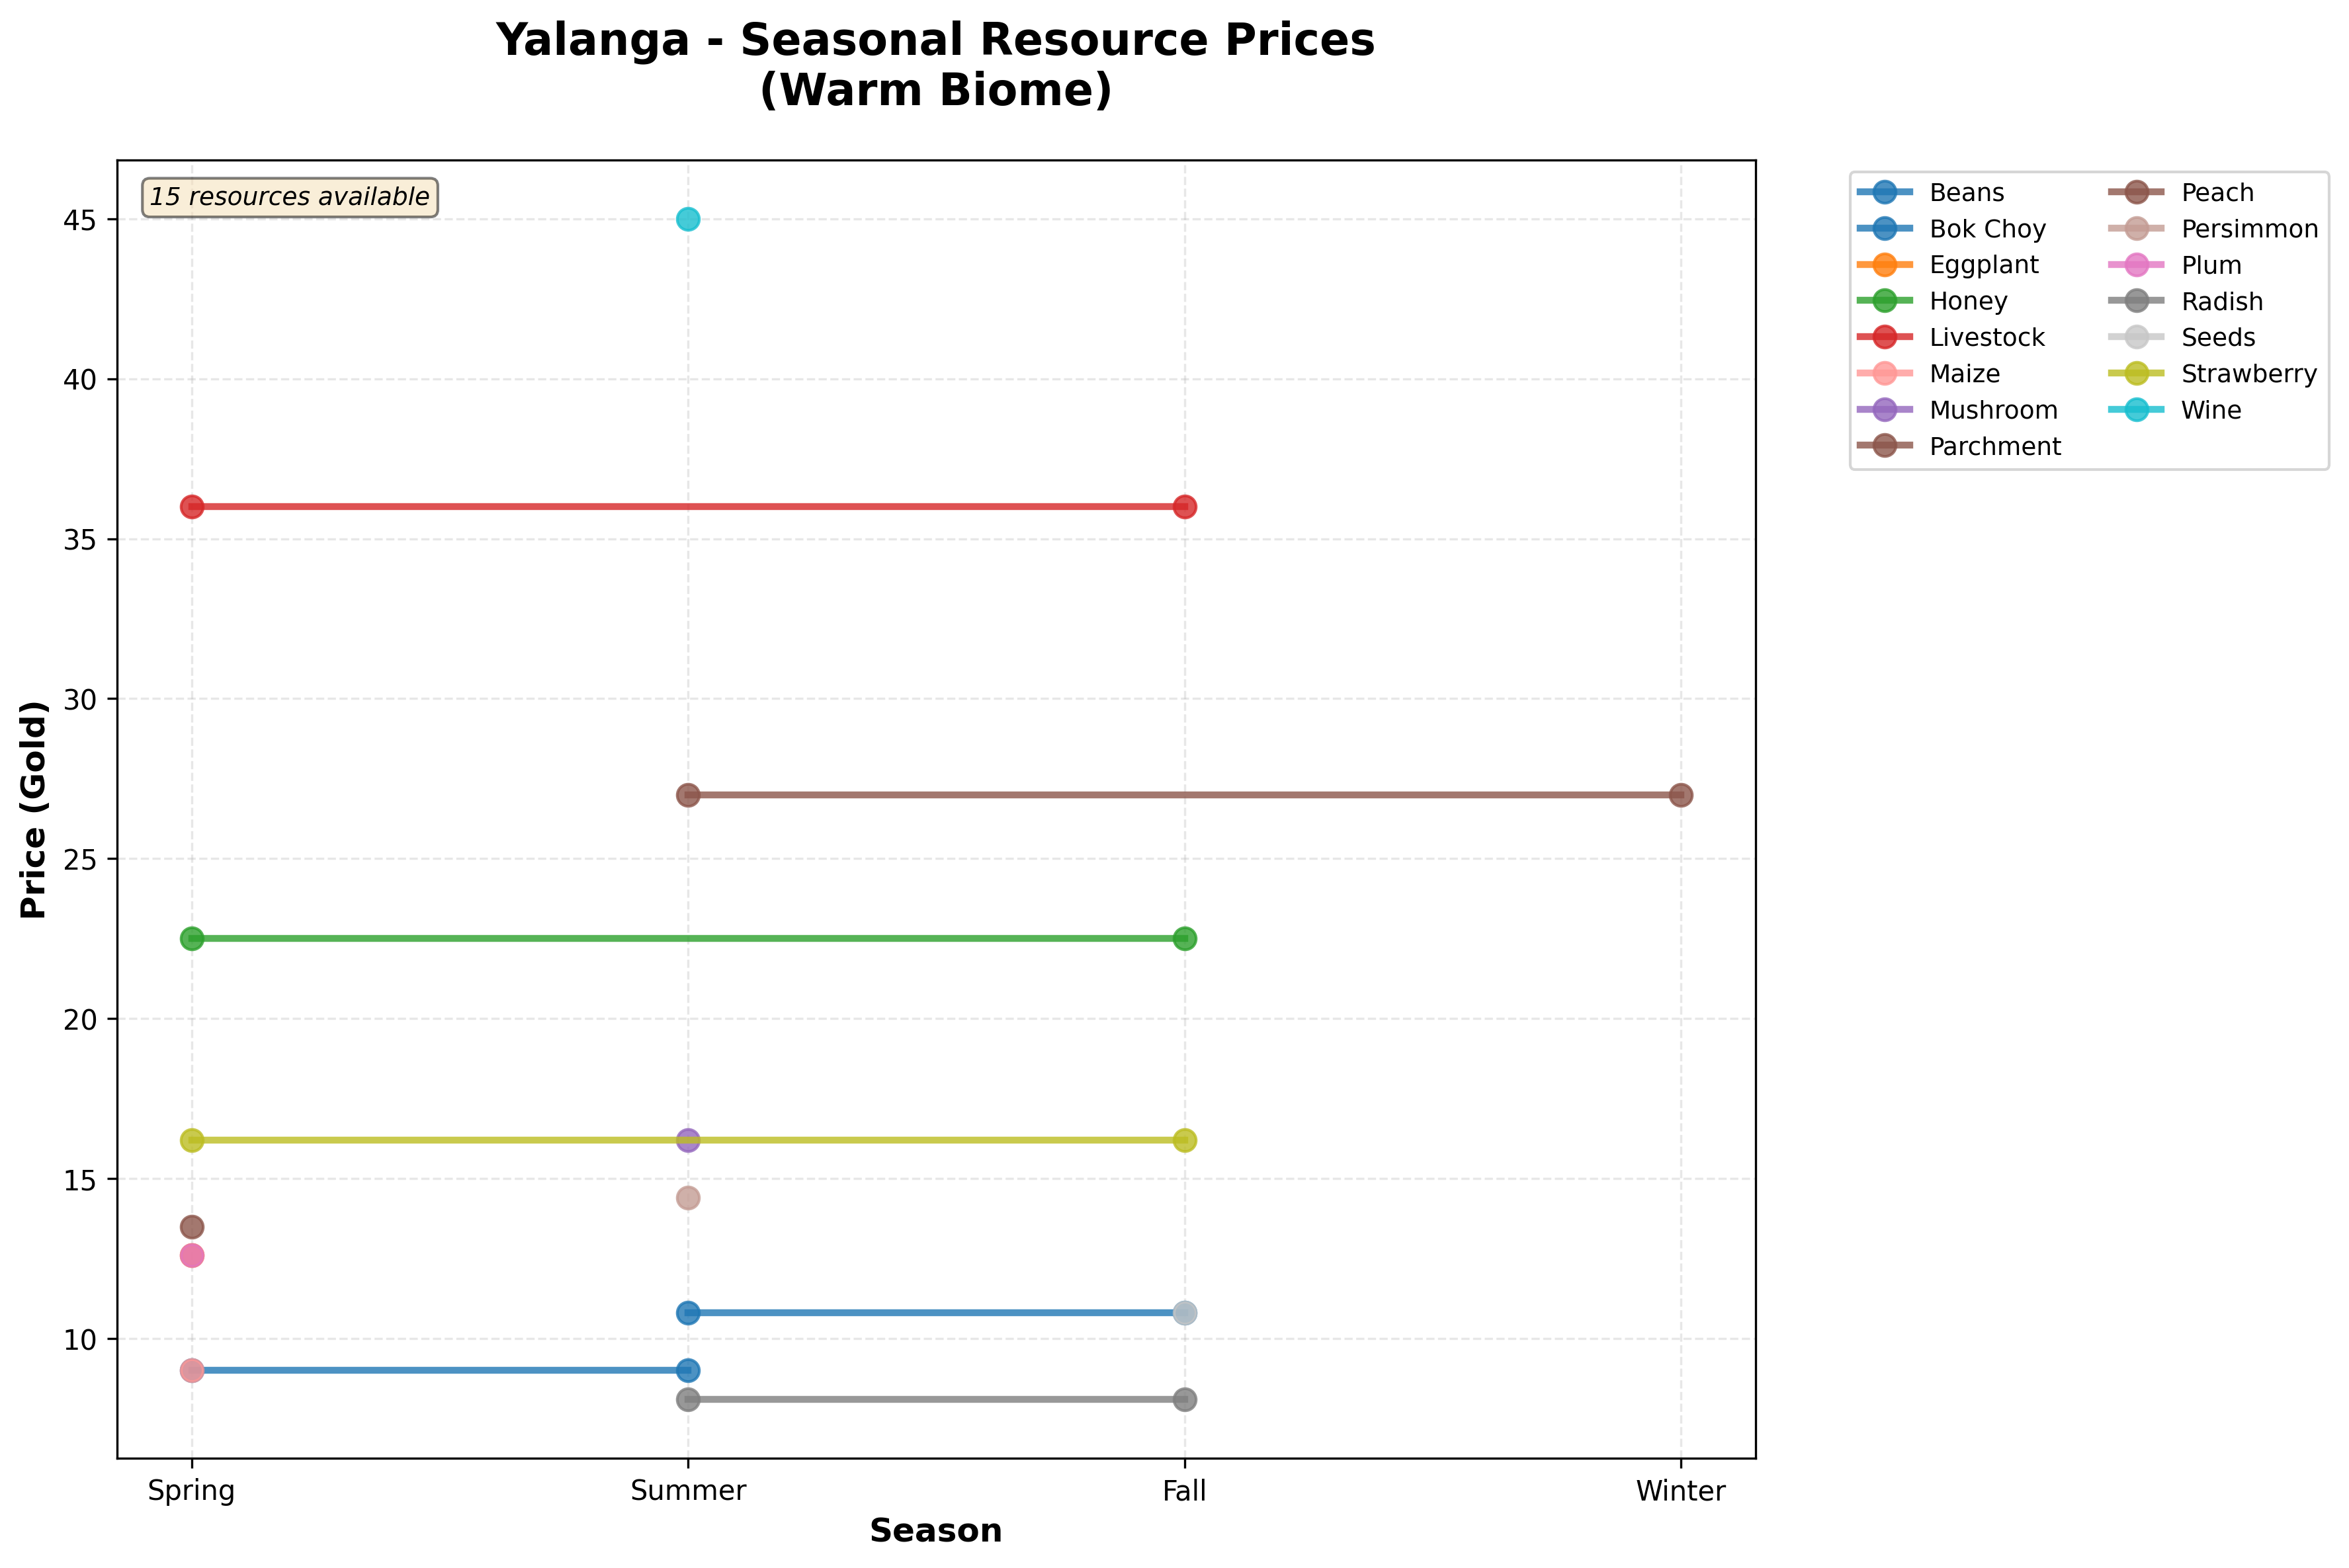 Yalanga - Seasonal Resource Prices
(Warm Biome)
15 resources available
Price (Gold)
45
40
35
30
25
20
15
10
Spring
Summer
Fall
Winter
Season
Beans
Bok Choy
Eggplant
Honey
Livestock
Maize
Mushroom
Parchment
Peach
Persimmon
Plum
Radish
Seeds
Strawberry
Wine